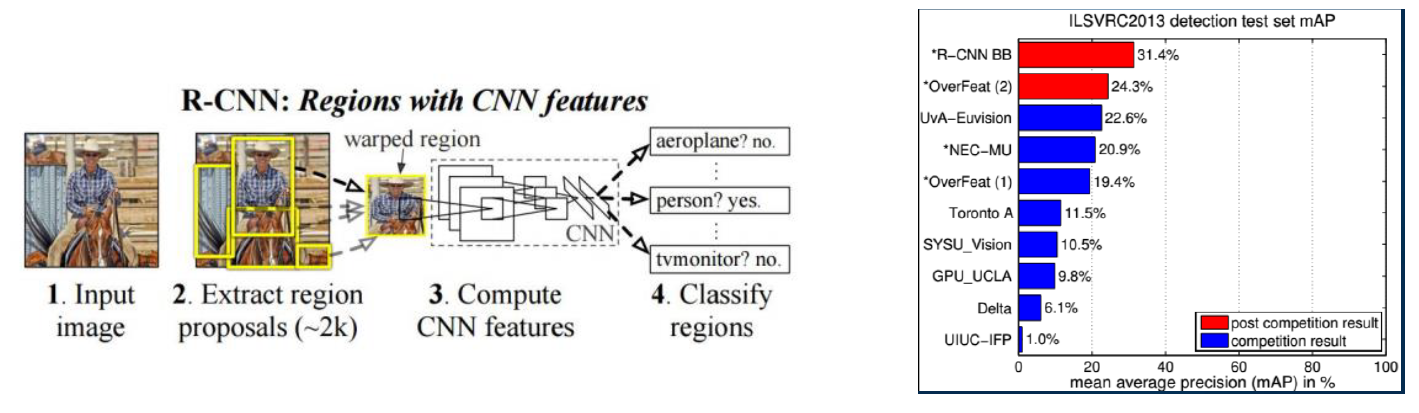 R-CNN: Regions with CNN features
warped region
aeroplane? no.
person? yes.
tvmonitor? no.
CNN
1. Input
image
2. Extract region
proposals (~2k)
3. Compute
CNN features
4. Classify
regions
ILSVRC2013 detection test set mAP
*R−CNN BB 31.4%
*OverFeat (2) 24.3%
UvA−Euvision 22.6%
*NEC−MU 20.9%
*OverFeat (1) 19.4%
Toronto A 11.5%
SYSU_Vision 10.5%
GPU_UCLA 9.8%
Delta 6.1%
UIUC−IFP 1.0%
post competition result
competition result
0 20 40 60 80 100
mean average precision (mAP) in %